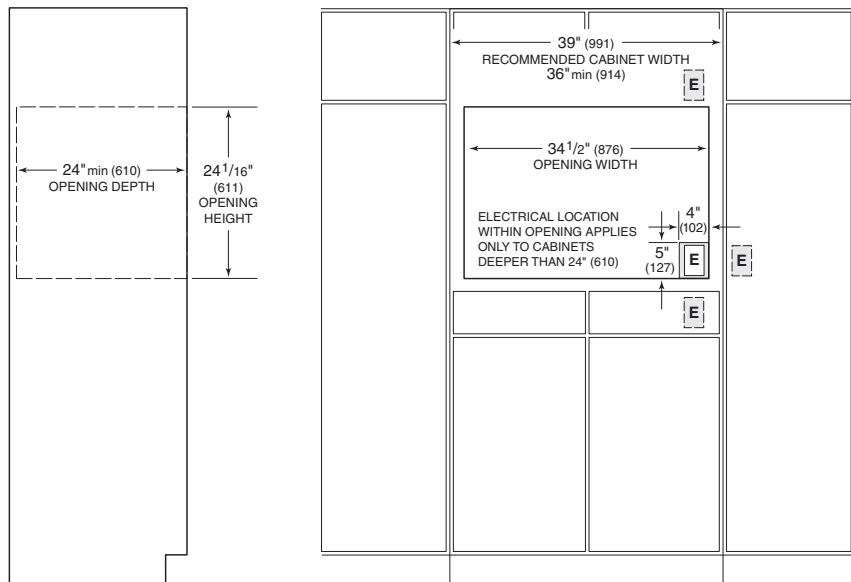 24" min (610)
OPENING DEPTH
24 1/16"
(611)
OPENING
HEIGHT
39" (991)
RECOMMENDED CABINET WIDTH
36" min (914)
E
34 1/2" (876)
OPENING WIDTH
ELECTRICAL LOCATION
WITHIN OPENING APPLIES
ONLY TO CABINETS
DEEPER THAN 24" (610)
4"
(102)
5"
(127)
E
E
E